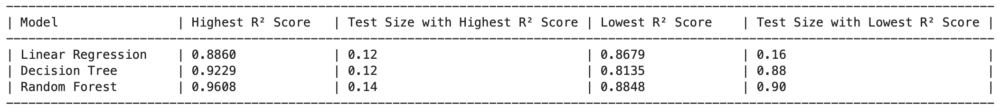 | Model | Highest R² Score | Test Size with Highest R² Score | Lowest R² Score | Test Size with Lowest R² Score |
| Linear Regression | 0.8860 | 0.12 | 0.8679 | 0.16 |
| Decision Tree | 0.9229 | 0.12 | 0.8135 | 0.88 |
| Random Forest | 0.9608 | 0.14 | 0.8848 | 0.90 |